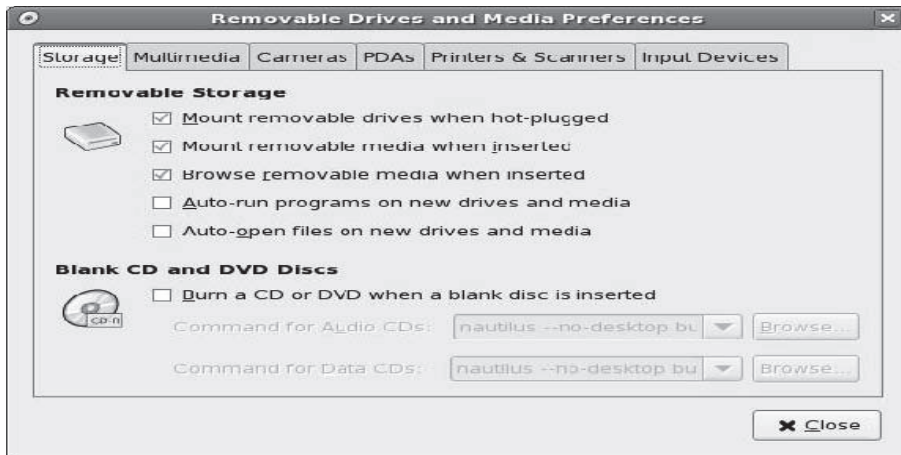 Removable Drives and Media Preferences
Storage Multimedia Cameras PDAs Printers & Scanners Input Devices
Removable Storage
Mount removable drives when hot-plugged
Mount removable media when inserted
Browse removable media when inserted
Auto-run programs on new drives and media
Auto-open files on new drives and media
Blank CD and DVD Discs
Burn a CD or DVD when a blank disc is inserted
CD-R
Command for Audio CDs: nautilus --no-desktop bu Browse...
Command for Data CDs: nautilus --no-desktop bu Browse...
Close